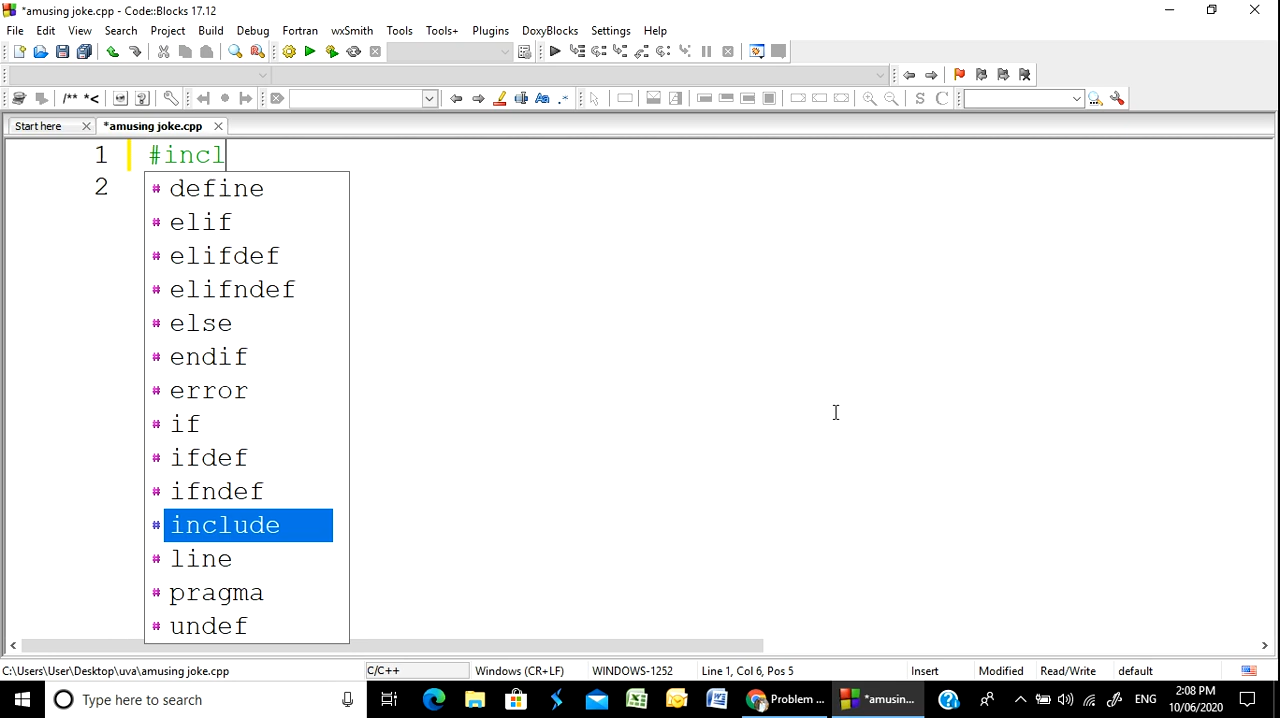 *amusing joke.cpp - Code::Blocks 17.12
File Edit View Search Project Build Debug Fortran wxSmith Tools Tools+ Plugins DoxyBlocks Settings Help
/** *<
Aa .*
S C
Start here *amusing joke.cpp
1 #incl
2
# define
# elif
# elifdef
# elifndef
# else
# endif
# error
# if
# ifdef
# ifndef
# include
# line
# pragma
# undef
C:\Users\User\Desktop\uva\amusing joke.cpp C/C++ Windows (CR+LF) WINDOWS-1252 Line 1, Col 6, Pos 5 Insert Modified Read/Write default
Type here to search Problem ... *amusin... ENG 2:08 PM
10/06/2020